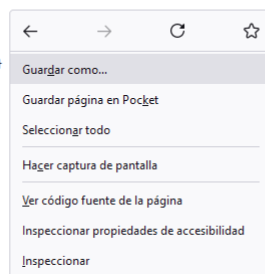 Guardar como...
Guardar página en Pocket
Seleccionar todo
Hacer captura de pantalla
Ver código fuente de la página
Inspeccionar propiedades de accesibilidad
Inspeccionar